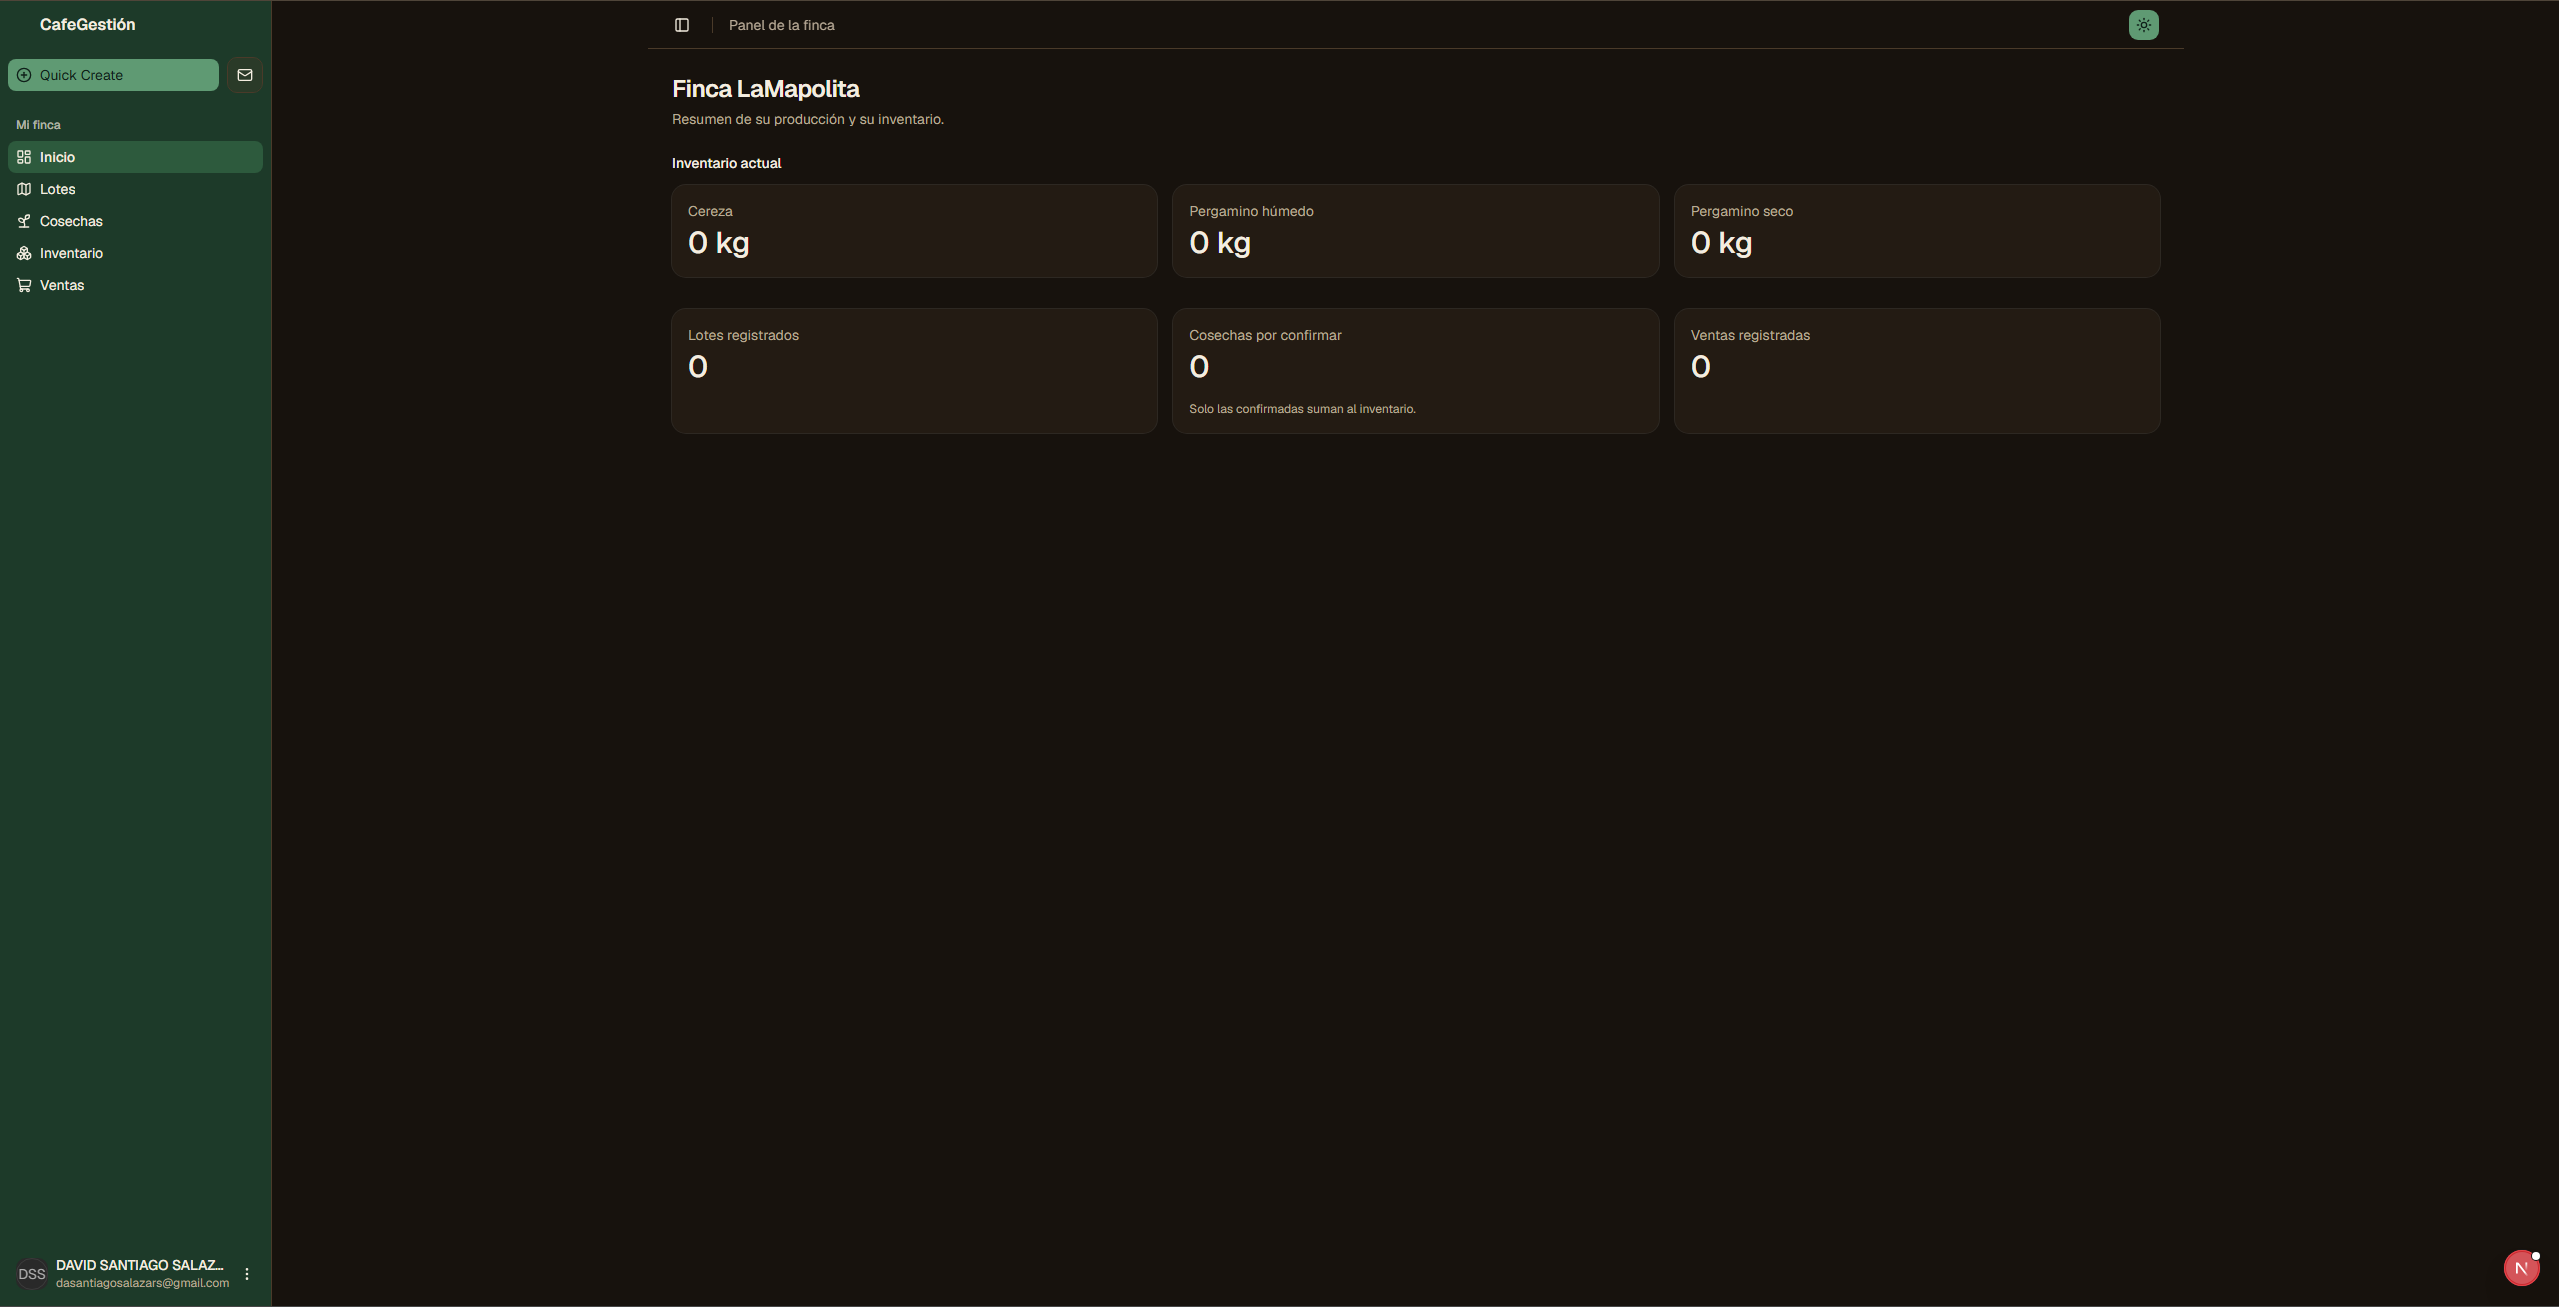 CafeGestión
Quick Create
Mi finca
Inicio
Lotes
Cosechas
Inventario
Ventas
DSS
DAVID SANTIAGO SALAZ...
dasantiagosalazars@gmail.com
Panel de la finca
Finca LaMapolita
Resumen de su producción y su inventario.
Inventario actual
Cereza
0 kg
Pergamino húmedo
0 kg
Pergamino seco
0 kg
Lotes registrados
0
Cosechas por confirmar
0
Solo las confirmadas suman al inventario.
Ventas registradas
0
N